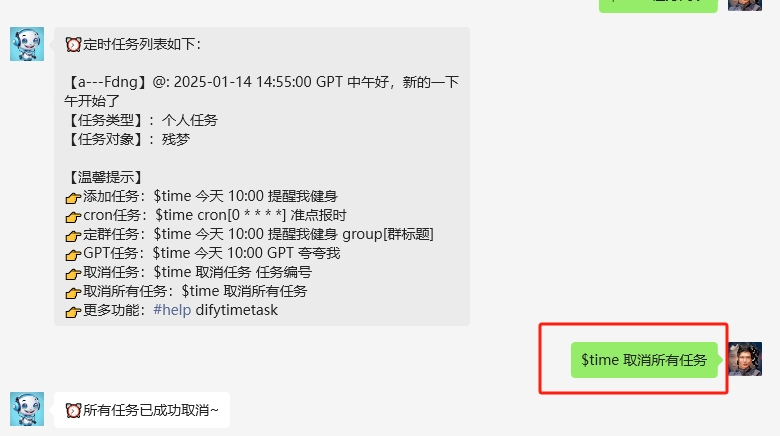 ⏰定时任务列表如下：
【a---Fdng】@: 2025-01-14 14:55:00 GPT 中午好，新的一下
午开始了
【任务类型】：个人任务
【任务对象】：残梦
【温馨提示】
👉添加任务：$time 今天 10:00 提醒我健身
👉cron任务：$time cron[0 * * * *] 准点报时
👉定群任务：$time 今天 10:00 提醒我健身 group[群标题]
👉GPT任务：$time 今天 10:00 GPT 夸夸我
👉取消任务：$time 取消任务 任务编号
👉取消所有任务：$time 取消所有任务
👉更多功能：#help difytimetask
$time 取消所有任务
⏰所有任务已成功取消~